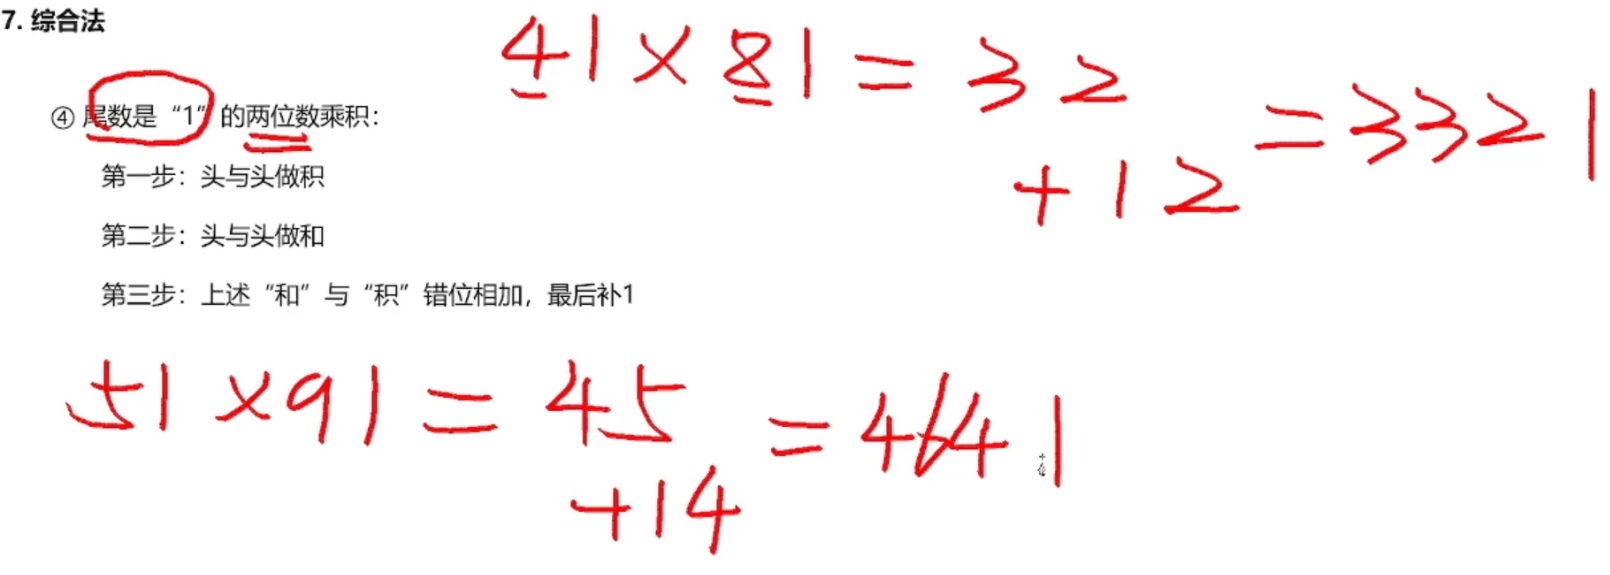 7. 综合法
41×81=32
+12
=3321
④ 尾数是“1”的两位数乘积：
第一步：头与头做积
第二步：头与头做和
第三步：上述“和”与“积”错位相加，最后补1
51×91=45
+14
=4641